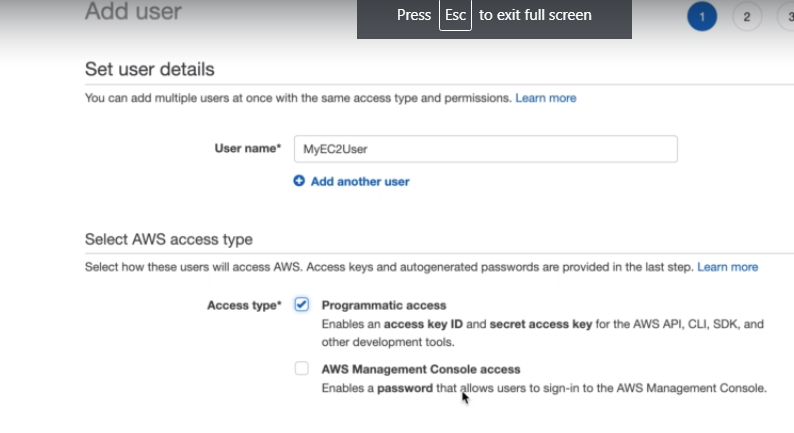 Add user
Press Esc to exit full screen
1 2 3
Set user details
You can add multiple users at once with the same access type and permissions. Learn more
User name* MyEC2User
Add another user
Select AWS access type
Select how these users will access AWS. Access keys and autogenerated passwords are provided in the last step. Learn more
Access type* Programmatic access
Enables an access key ID and secret access key for the AWS API, CLI, SDK, and
other development tools.
AWS Management Console access
Enables a password that allows users to sign-in to the AWS Management Console.